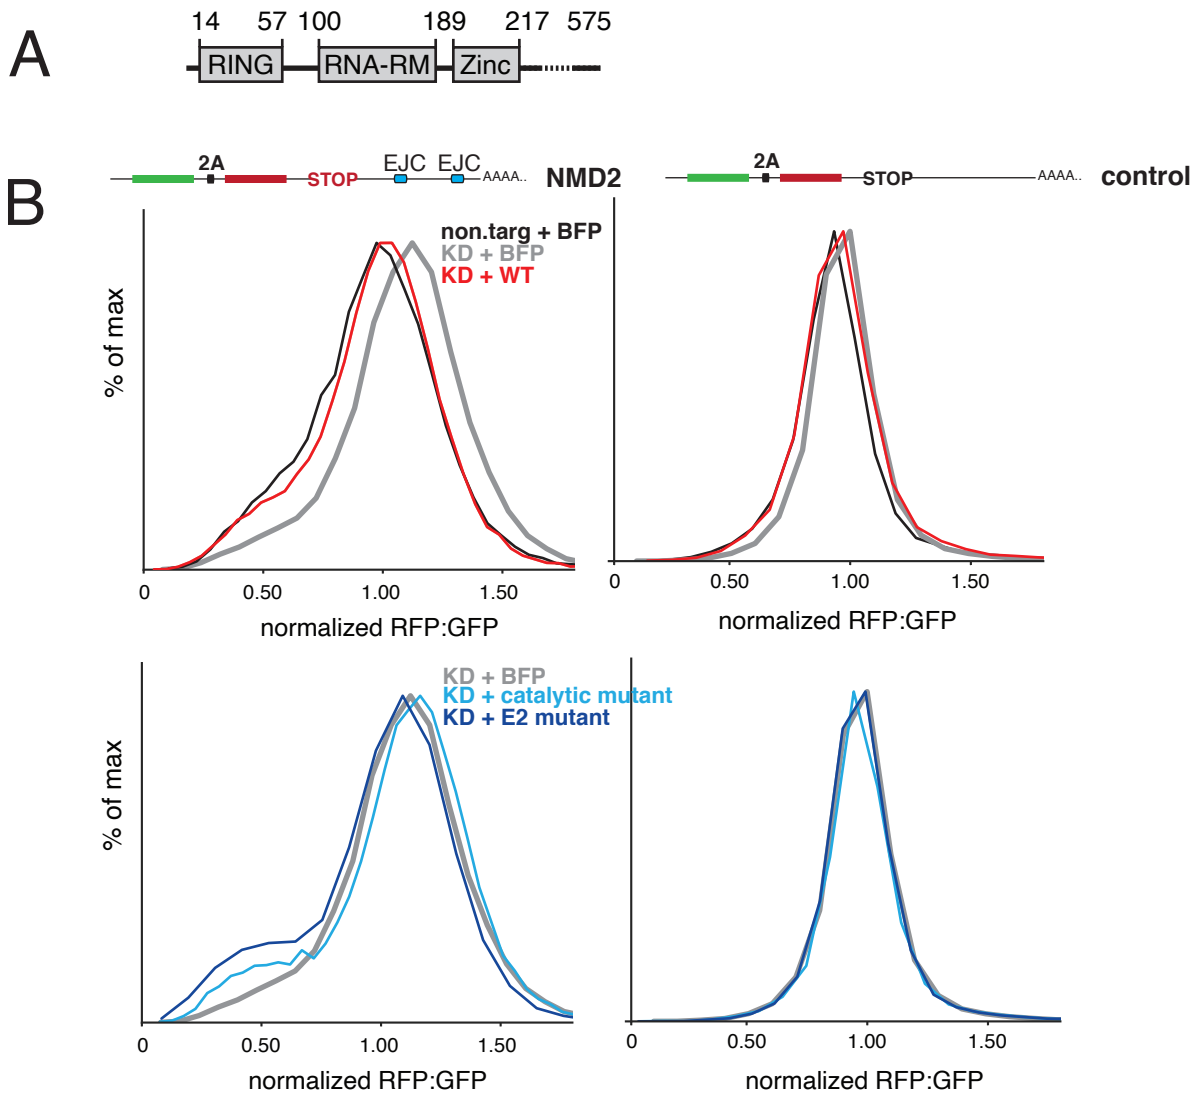 A
14 57 100 189 217 575
RING RNA-RM Zinc
B
2A STOP EJC EJC AAAA.. NMD2
2A STOP AAAA.. control
non.targ + BFP
KD + BFP
KD + WT
% of max
0 0.50 1.00 1.50
normalized RFP:GFP
0 0.50 1.00 1.50
normalized RFP:GFP
KD + BFP
KD + catalytic mutant
KD + E2 mutant
% of max
0 0.50 1.00 1.50
normalized RFP:GFP
0 0.50 1.00 1.50
normalized RFP:GFP